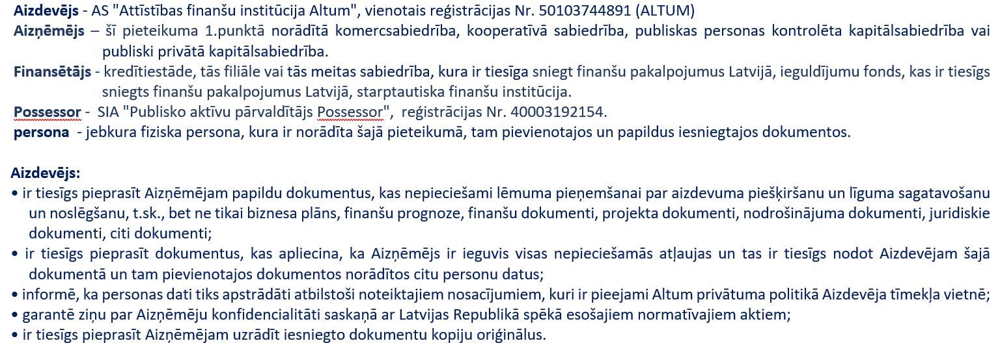 Aizdevējs - AS "Attīstības finanšu institūcija Altum", vienotais reģistrācijas Nr. 50103744891 (ALTUM)
Aizņēmējs – šī pieteikuma 1.punktā norādītā komercsabiedrība, kooperatīvā sabiedrība, publiskas personas kontrolēta kapitālsabiedrība vai
publiski privātā kapitālsabiedrība.
Finansētājs - kredītiestāde, tās filiāle vai tās meitas sabiedrība, kura ir tiesīga sniegt finanšu pakalpojumus Latvijā, ieguldījumu fonds, kas ir tiesīgs
sniegts finanšu pakalpojumus Latvijā, starptautiska finanšu institūcija.
Possessor - SIA "Publisko aktīvu pārvaldītājs Possessor", reģistrācijas Nr. 40003192154.
persona - jebkura fiziska persona, kura ir norādīta šajā pieteikumā, tam pievienotajos un papildus iesniegtajos dokumentos.
Aizdevējs:
• ir tiesīgs pieprasīt Aizņēmējam papildu dokumentus, kas nepieciešami lēmuma pieņemšanai par aizdevuma piešķiršanu un līguma sagatavošanu
un noslēgšanu, t.sk., bet ne tikai biznesa plāns, finanšu prognoze, finanšu dokumenti, projekta dokumenti, nodrošinājuma dokumenti, juridiskie
dokumenti, citi dokumenti;
• ir tiesīgs pieprasīt dokumentus, kas apliecina, ka Aizņēmējs ir ieguvis visas nepieciešamās atļaujas un tas ir tiesīgs nodot Aizdevējam šajā
dokumentā un tam pievienotajos dokumentos norādītos citu personu datus;
• informē, ka personas dati tiks apstrādāti atbilstoši noteiktajiem nosacījumiem, kuri ir pieejami Altum privātuma politikā Aizdevēja tīmekļa vietnē;
• garantē ziņu par Aizņēmēju konfidencialitāti saskaņā ar Latvijas Republikā spēkā esošajiem normatīvajiem aktiem;
• ir tiesīgs pieprasīt Aizņēmējam uzrādīt iesniegto dokumentu kopiju oriģinālus.